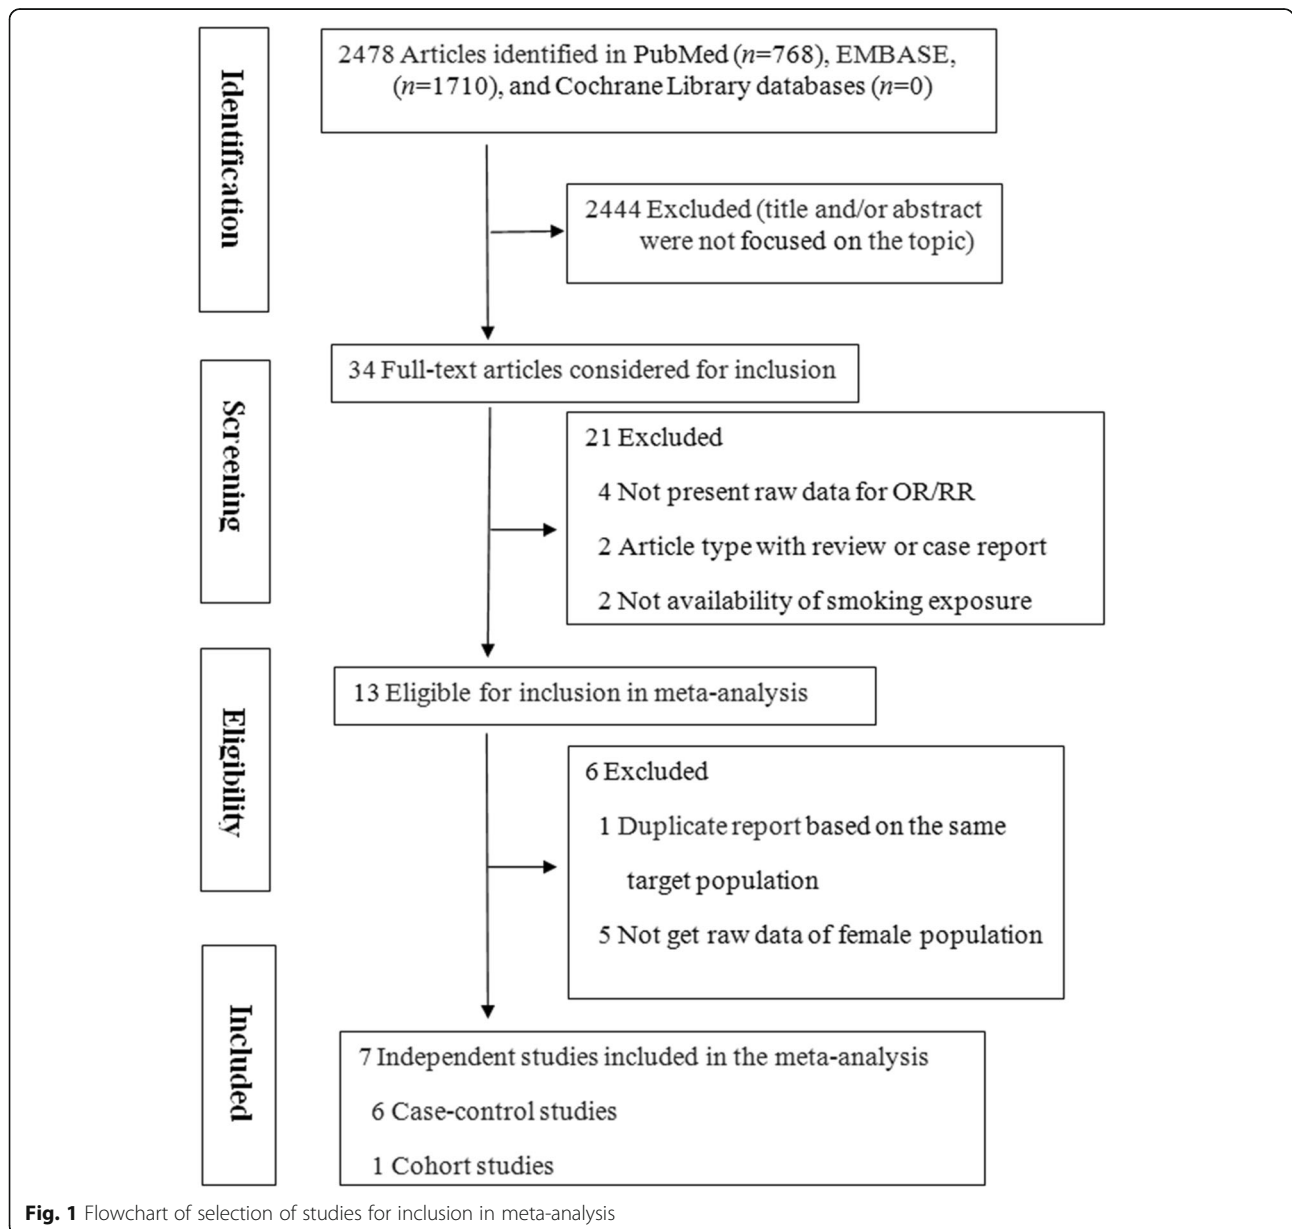 Identification
2478 Articles identified in PubMed (n=768), EMBASE,
(n=1710), and Cochrane Library databases (n=0)
2444 Excluded (title and/or abstract
were not focused on the topic)
Screening
34 Full-text articles considered for inclusion
21 Excluded
4 Not present raw data for OR/RR
2 Article type with review or case report
2 Not availability of smoking exposure
Eligibility
13 Eligible for inclusion in meta-analysis
6 Excluded
1 Duplicate report based on the same
target population
5 Not get raw data of female population
Included
7 Independent studies included in the meta-analysis
6 Case-control studies
1 Cohort studies
Fig. 1 Flowchart of selection of studies for inclusion in meta-analysis